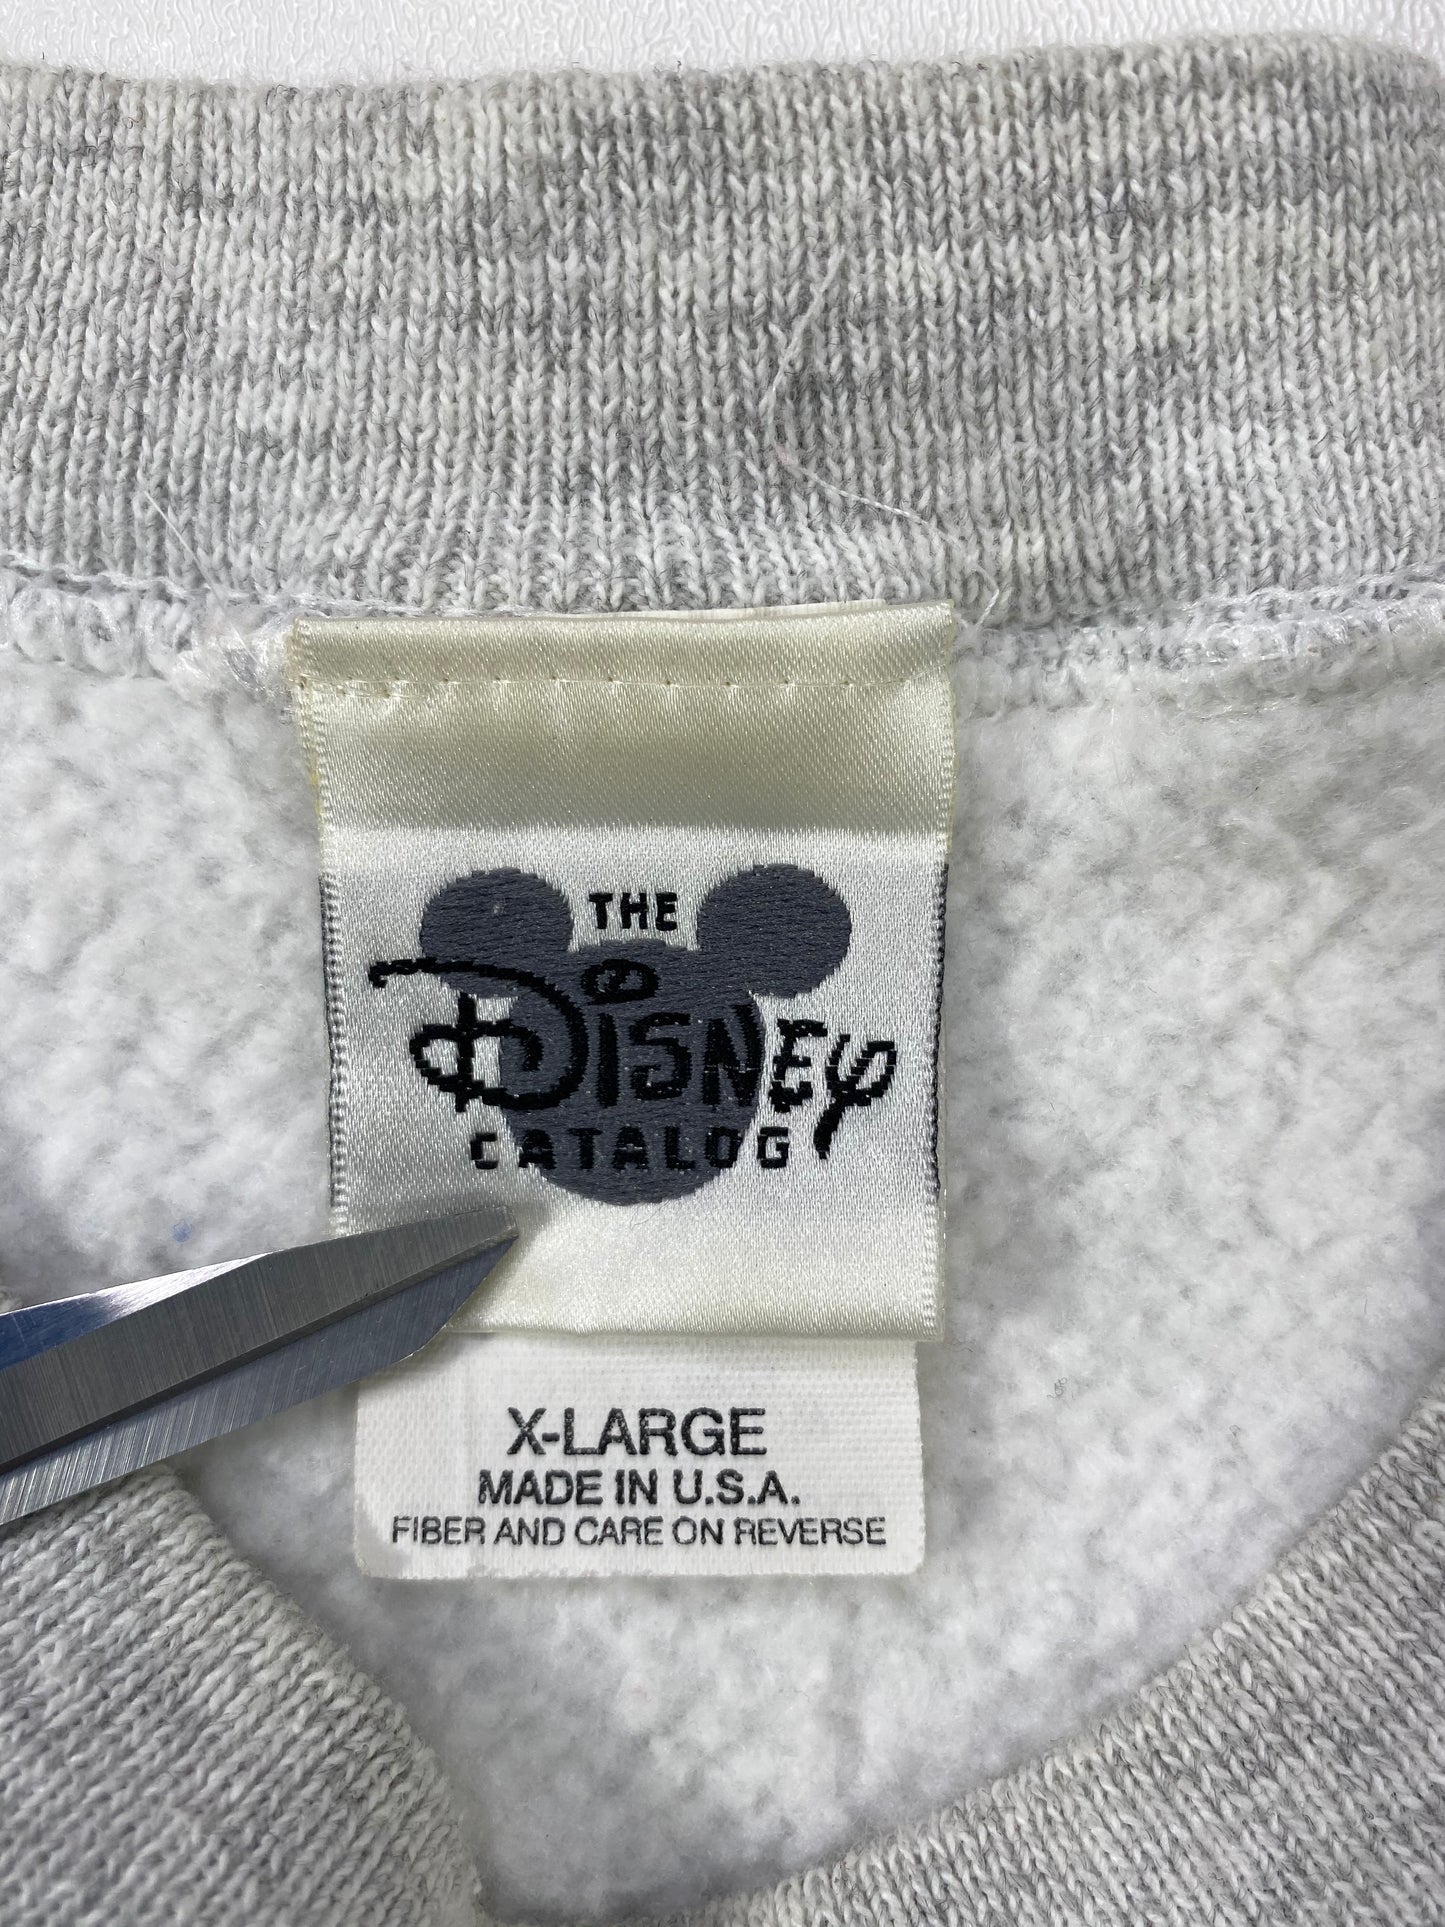 THE
DISNEY
CATALOG
X-LARGE
MADE IN U.S.A.
FIBER AND CARE ON REVERSE